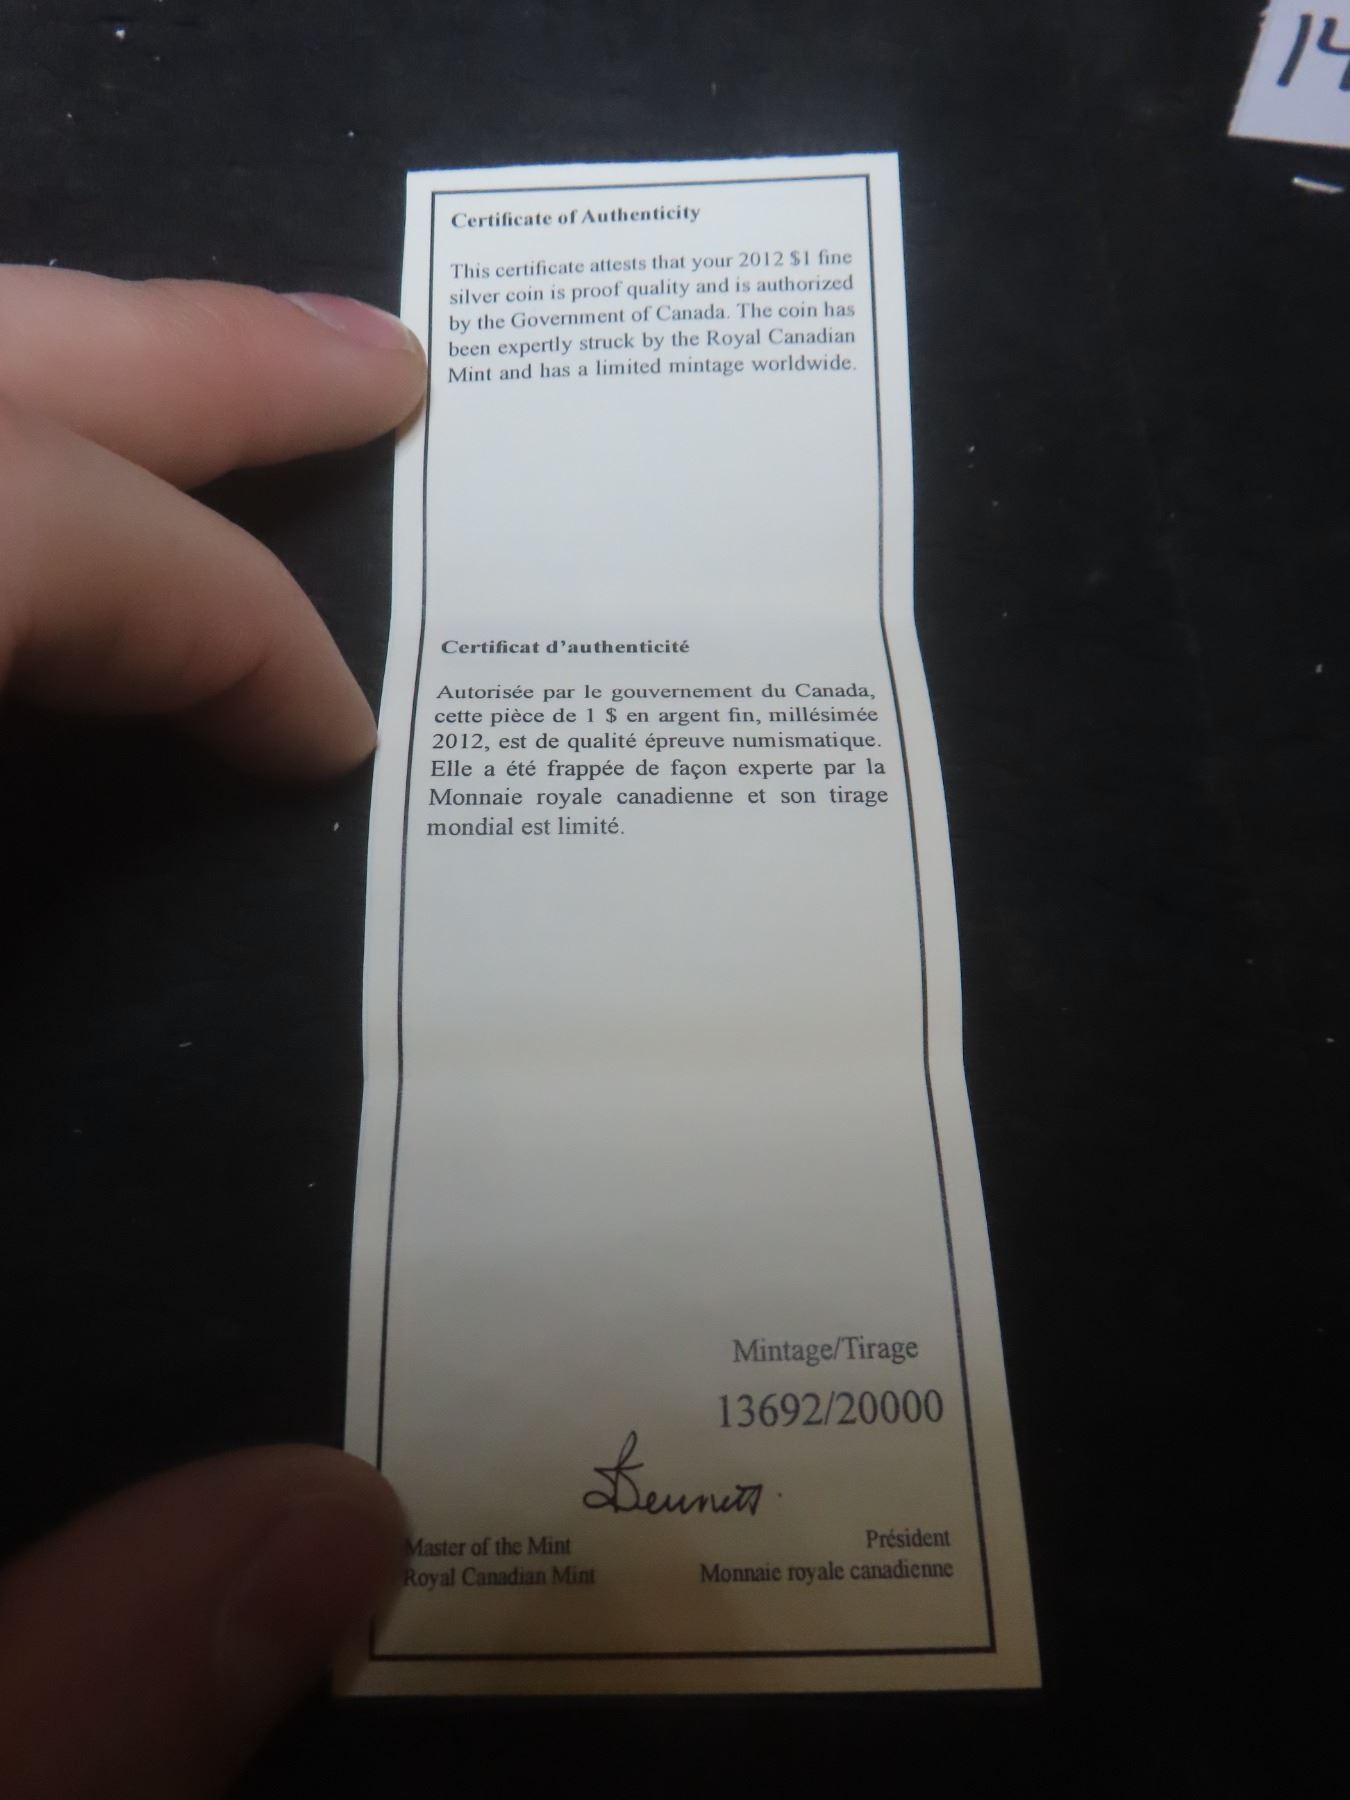 14
Certificate of Authenticity
This certificate attests that your 2012 $1 fine
silver coin is proof quality and is authorized
by the Government of Canada. The coin has
been expertly struck by the Royal Canadian
Mint and has a limited mintage worldwide.
Certificat d'authenticité
Autorisée par le gouvernement du Canada,
cette pièce de 1 $ en argent fin, millésimée
2012, est de qualité épreuve numismatique.
Elle a été frappée de façon experte par la
Monnaie royale canadienne et son tirage
mondial est limité.
Mintage/Tirage
13692/20000
Bennett
Master of the Mint
Royal Canadian Mint
Président
Monnaie royale canadienne